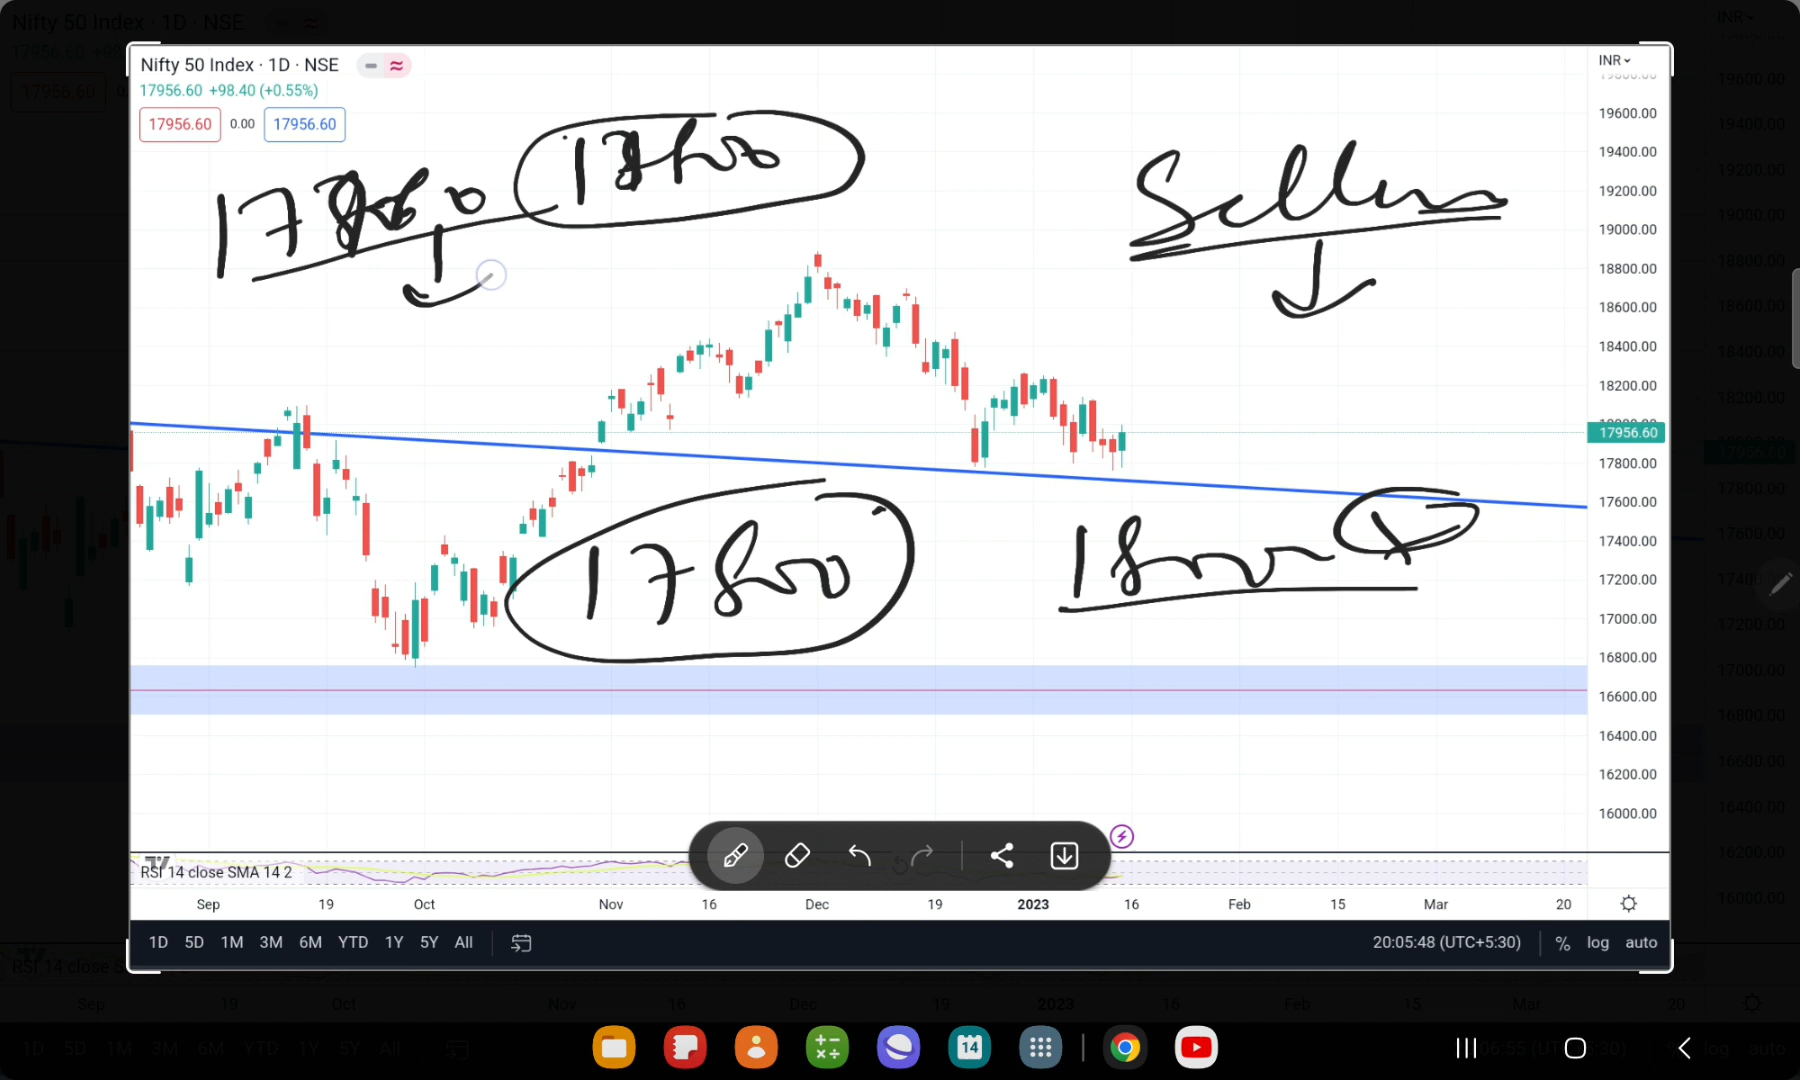 Nifty 50 Index · 1D · NSE
17956.60 +98.40 (+0.55%)
17956.60 0.00 17956.60
INR
19600.00
19400.00
19200.00
19000.00
18800.00
18600.00
18400.00
18200.00
18000.00
17956.60
17800.00
17600.00
17400.00
17200.00
17000.00
16800.00
16600.00
16400.00
16200.00
16000.00
Sellers
17800
18000
RSI 14 close SMA 14 2
Sep 19 Oct Nov 16 Dec 19 2023 16 Feb 15 Mar 20
1D 5D 1M 3M 6M YTD 1Y 5Y All
20:05:48 (UTC+5:30) % log auto
14